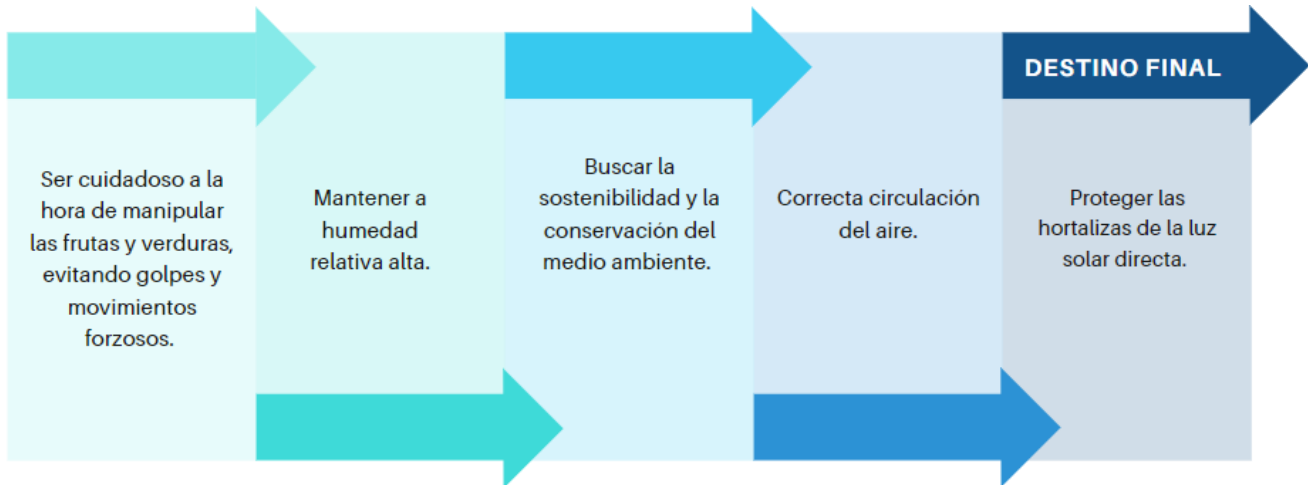 Ser cuidadoso a la
hora de manipular
las frutas y verduras,
evitando golpes y
movimientos
forzosos.
Mantener a
humedad
relativa alta.
Buscar la
sostenibilidad y la
conservación del
medio ambiente.
Correcta circulación
del aire.
DESTINO FINAL
Proteger las
hortalizas de la luz
solar directa.